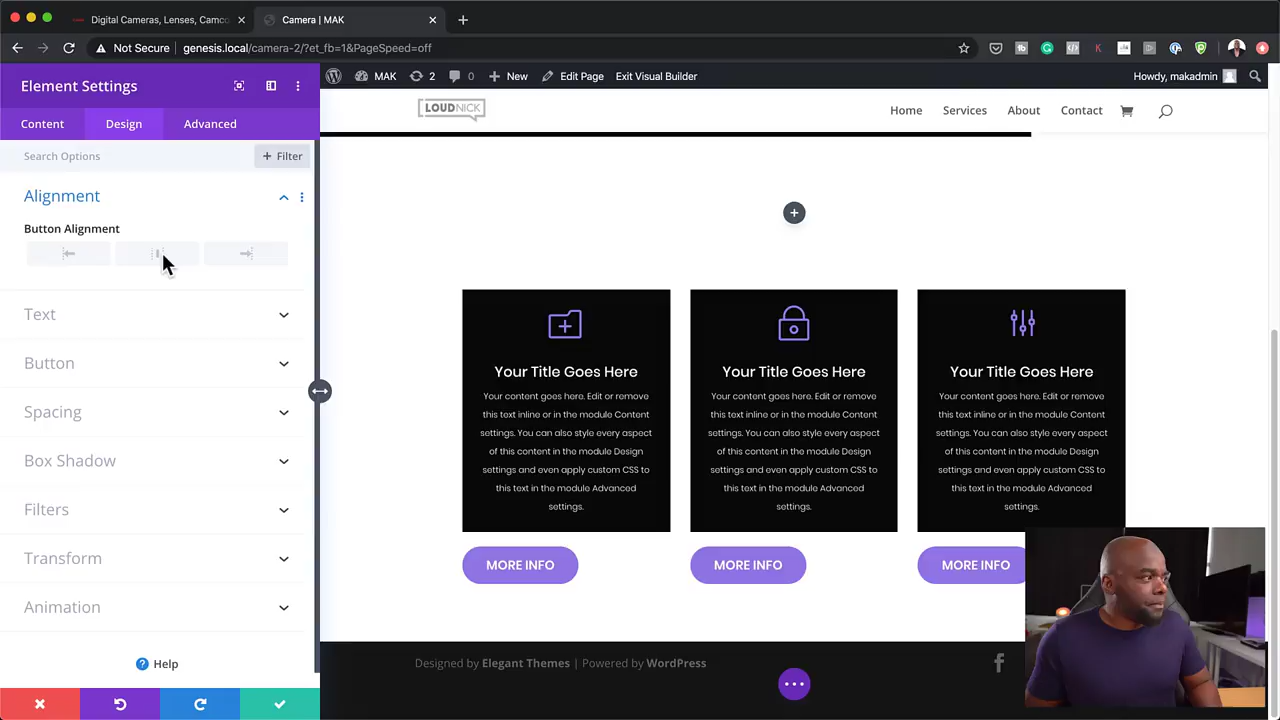 Digital Cameras, Lenses, Camco
Camera | MAK
Not Secure
genesis.local/camera-2/?et_fb=1&PageSpeed=off
MAK
2
0
New
Edit Page
Exit Visual Builder
Howdy, makadmin
Element Settings
Content
Design
Advanced
Search Options
+ Filter
Alignment
Button Alignment
Text
Button
Spacing
Box Shadow
Filters
Transform
Animation
Help
LOUDNICK
Home
Services
About
Contact
Your Title Goes Here
Your content goes here. Edit or remove
this text inline or in the module Content
settings. You can also style every aspect
of this content in the module Design
settings and even apply custom CSS to
this text in the module Advanced
settings.
MORE INFO
Your Title Goes Here
Your content goes here. Edit or remove
this text inline or in the module Content
settings. You can also style every aspect
of this content in the module Design
settings and even apply custom CSS to
this text in the module Advanced
settings.
MORE INFO
Your Title Goes Here
Your content goes here. Edit or remove
this text inline or in the module Content
settings. You can also style every aspect
of this content in the module Design
settings and even apply custom CSS to
this text in the module Advanced
settings.
MORE INFO
Designed by Elegant Themes | Powered by WordPress